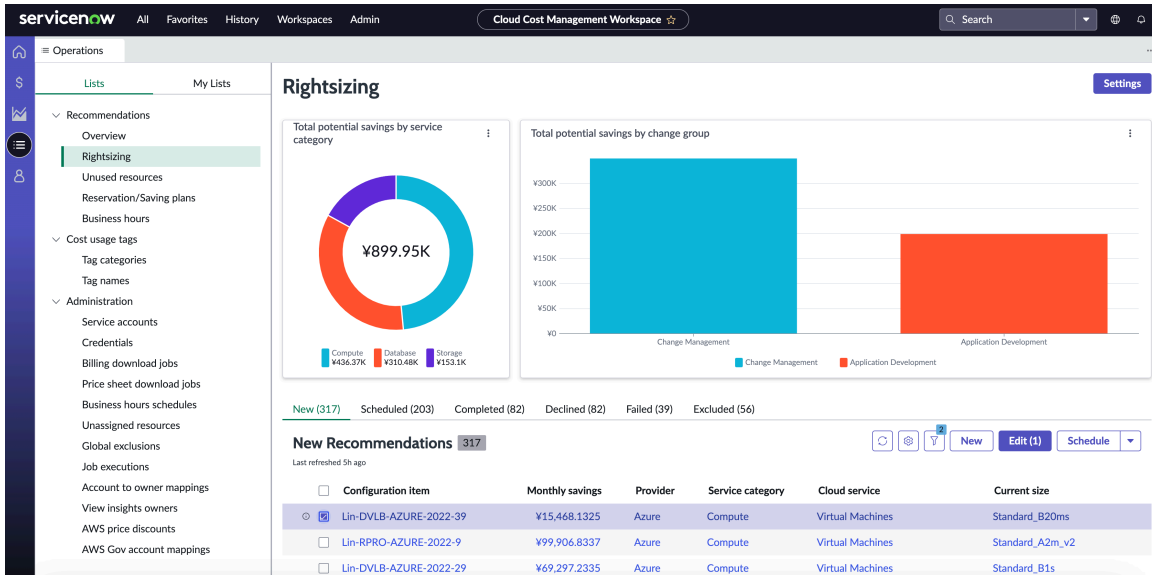 servicenow All Favorites History Workspaces Admin Cloud Cost Management Workspace Search
Operations
Lists My Lists
Recommendations
Overview
Rightsizing
Unused resources
Reservation/Saving plans
Business hours
Cost usage tags
Tag categories
Tag names
Administration
Service accounts
Credentials
Billing download jobs
Price sheet download jobs
Business hours schedules
Unassigned resources
Global exclusions
Job executions
Account to owner mappings
View insights owners
AWS price discounts
AWS Gov account mappings
Rightsizing
Settings
Total potential savings by service
category
¥899.95K
Compute Database Storage
¥436.37K ¥310.48K ¥153.1K
Total potential savings by change group
¥300K
¥250K
¥200K
¥150K
¥100K
¥50K
¥0
Change Management Application Development
Change Management Application Development
New (317) Scheduled (203) Completed (82) Declined (82) Failed (39) Excluded (56)
New Recommendations 317
2 New Edit (1) Schedule
Last refreshed 5h ago
Configuration item Monthly savings Provider Service category Cloud service Current size
Lin-DVLB-AZURE-2022-39 ¥15,468.1325 Azure Compute Virtual Machines Standard_B20ms
Lin-RPRO-AZURE-2022-9 ¥99,906.8337 Azure Compute Virtual Machines Standard_A2m_v2
Lin-DVLB-AZURE-2022-29 ¥69,297.2335 Azure Compute Virtual Machines Standard_B1s